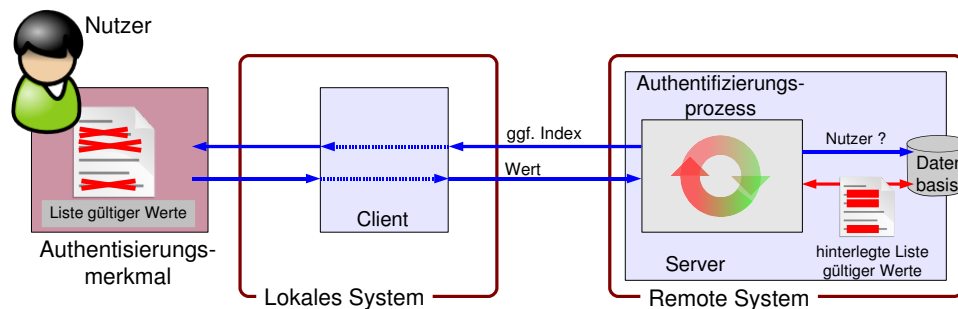 Nutzer
Liste gültiger Werte
Authentisierungs-
merkmal
ggf. Index
Wert
Client
Lokales System
Authentifizierungs-
prozess
Nutzer ?
Daten
basis
hinterlegte Liste
gültiger Werte
Server
Remote System